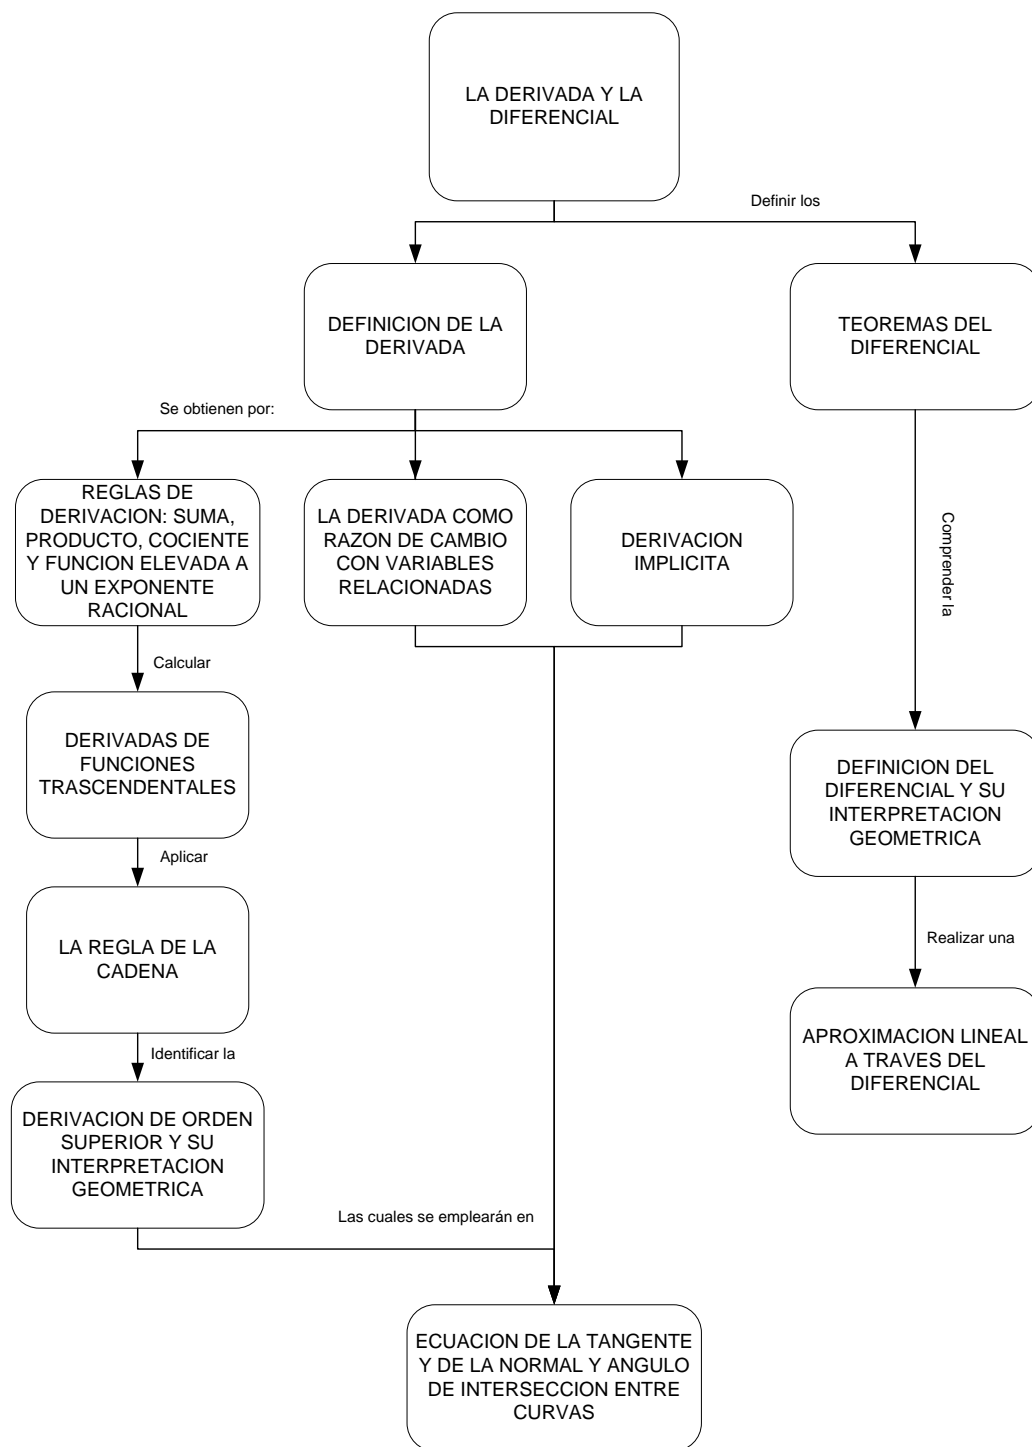 LA DERIVADA Y LA
DIFERENCIAL
Definir los
DEFINICION DE LA
DERIVADA
TEOREMAS DEL
DIFERENCIAL
Se obtienen por:
REGLAS DE
DERIVACION: SUMA,
PRODUCTO, COCIENTE
Y FUNCION ELEVADA A
UN EXPONENTE
RACIONAL
LA DERIVADA COMO
RAZON DE CAMBIO
CON VARIABLES
RELACIONADAS
DERIVACION
IMPLICITA
Comprender la
Calcular
DERIVADAS DE
FUNCIONES
TRASCENDENTALES
DEFINICION DEL
DIFERENCIAL Y SU
INTERPRETACION
GEOMETRICA
Aplicar
LA REGLA DE LA
CADENA
Realizar una
APROXIMACION LINEAL
A TRAVES DEL
DIFERENCIAL
Identificar la
DERIVACION DE ORDEN
SUPERIOR Y SU
INTERPRETACION
GEOMETRICA
Las cuales se emplearán en
ECUACION DE LA TANGENTE
Y DE LA NORMAL Y ANGULO
DE INTERSECCION ENTRE
CURVAS